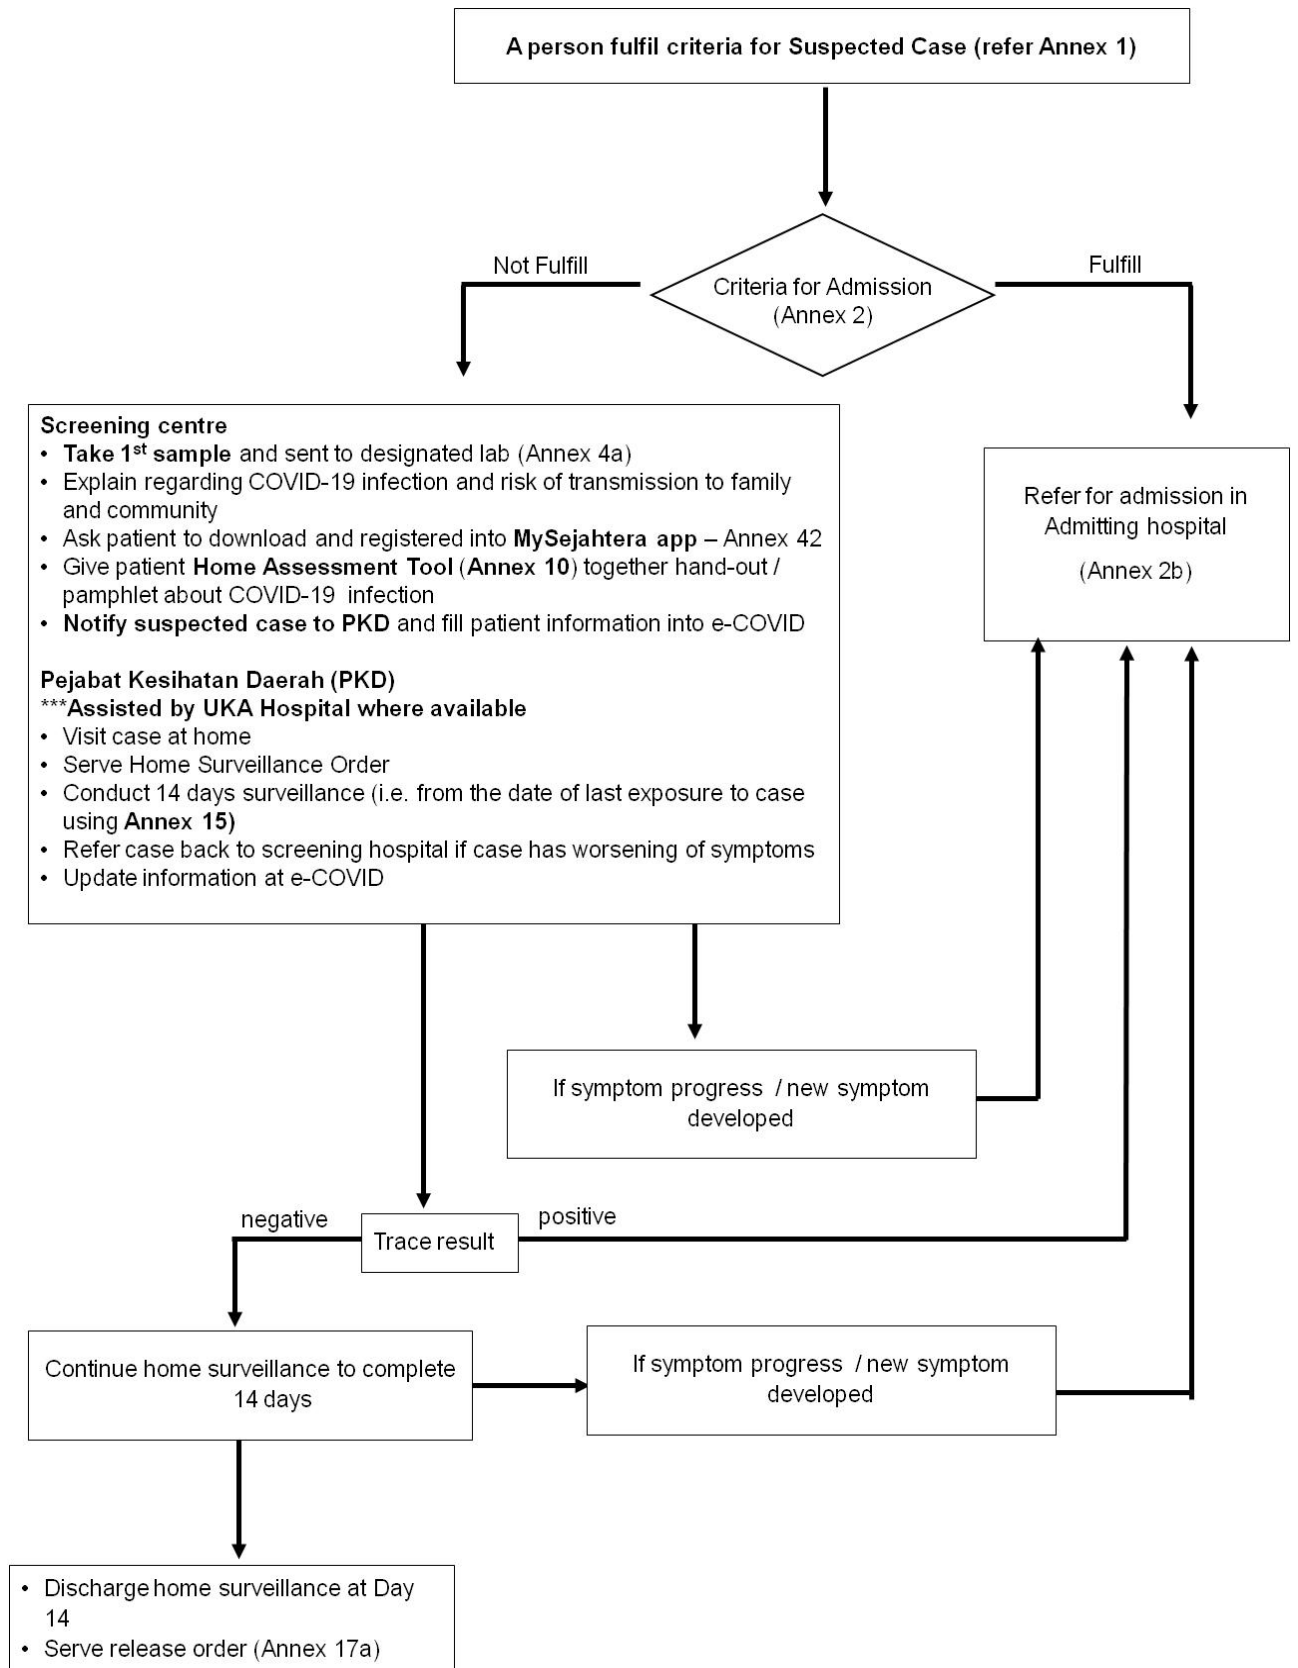 A person fulfil criteria for Suspected Case (refer Annex 1)
Not Fulfill
Fulfill
Criteria for Admission
(Annex 2)
Screening centre
• Take 1st sample and sent to designated lab (Annex 4a)
• Explain regarding COVID-19 infection and risk of transmission to family
and community
• Ask patient to download and registered into MySejahtera app – Annex 42
• Give patient Home Assessment Tool (Annex 10) together hand-out /
pamphlet about COVID-19 infection
• Notify suspected case to PKD and fill patient information into e-COVID
Pejabat Kesihatan Daerah (PKD)
***Assisted by UKA Hospital where available
• Visit case at home
• Serve Home Surveillance Order
• Conduct 14 days surveillance (i.e. from the date of last exposure to case
using Annex 15)
• Refer case back to screening hospital if case has worsening of symptoms
• Update information at e-COVID
Refer for admission in
Admitting hospital
(Annex 2b)
If symptom progress / new symptom
developed
negative
Trace result
positive
Continue home surveillance to complete
14 days
If symptom progress / new symptom
developed
• Discharge home surveillance at Day
14
• Serve release order (Annex 17a)